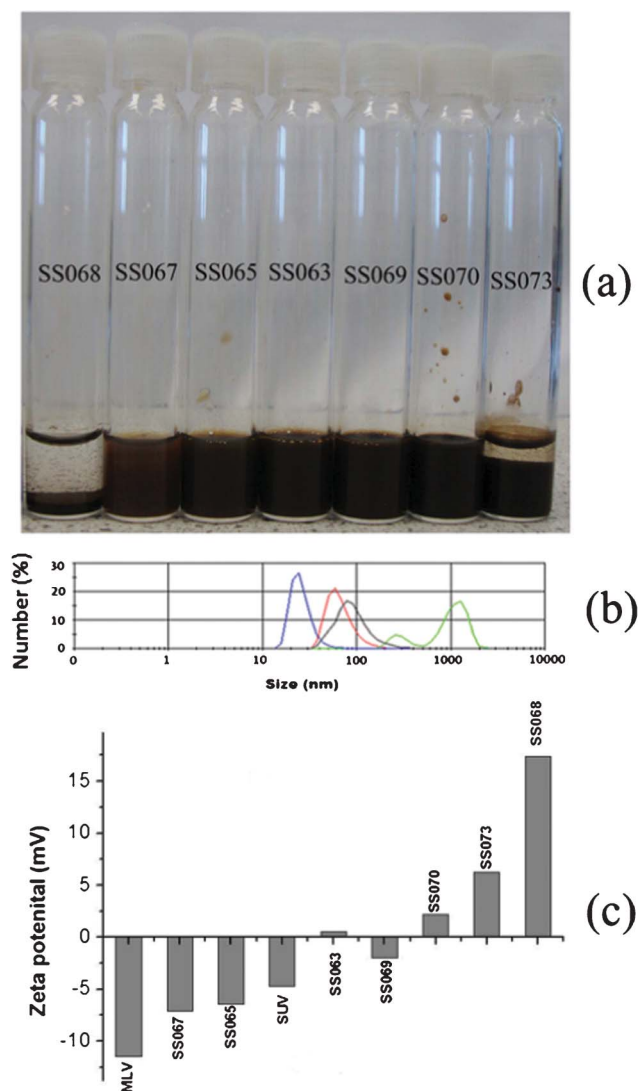 SS068 SS067 SS065 SS063 SS069 SS070 SS073
(a)
Number (%)
30
20
10
0
0 1 10 100 1000 10000
Size (nm)
(b)
Zeta potenital (mV)
15
10
5
0
-5
-10
MLV
SS067
SS065
SUV
SS063
SS069
SS070
SS073
SS068
(c)